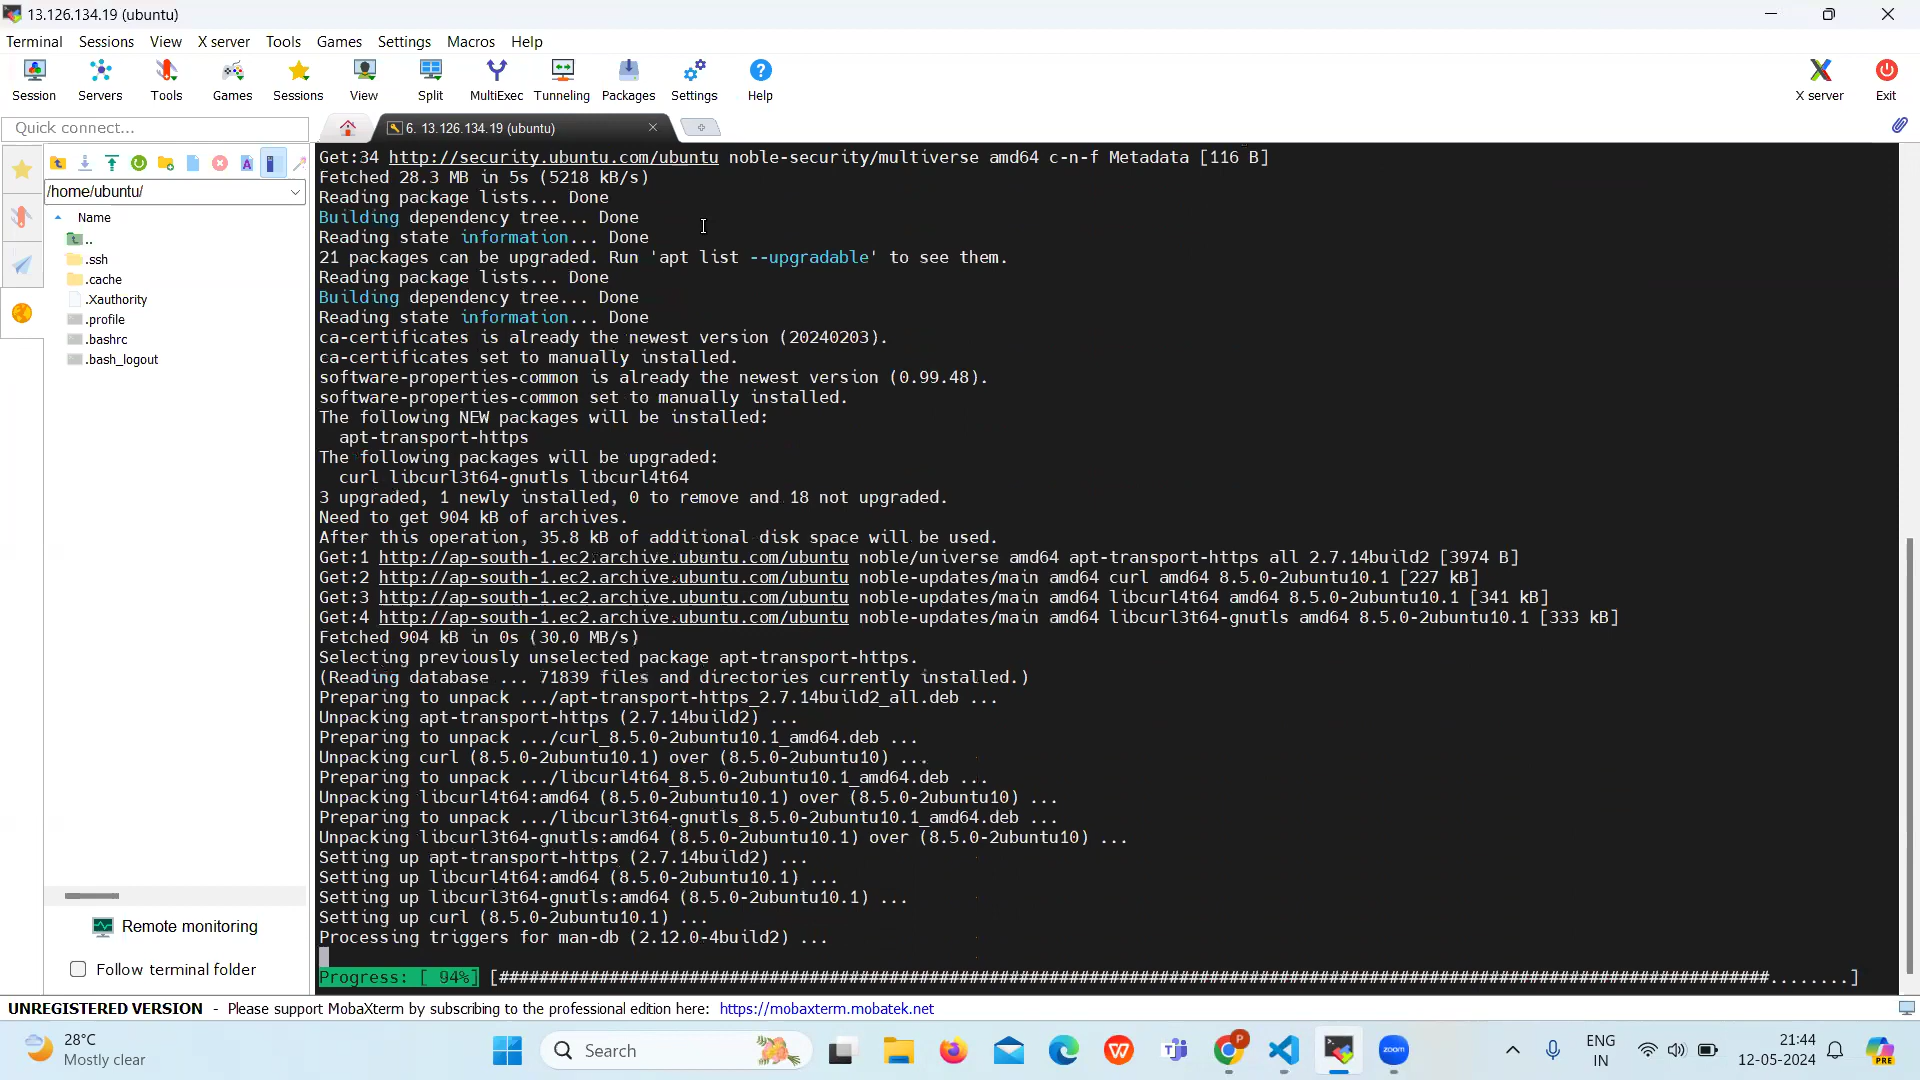 13.126.134.19 (ubuntu)
Terminal Sessions View X server Tools Games Settings Macros Help
Session Servers Tools Games Sessions View Split MultiExec Tunneling Packages Settings Help X server Exit
Quick connect...
6. 13.126.134.19 (ubuntu)
/home/ubuntu/
Name
..
.ssh
.cache
.Xauthority
.profile
.bashrc
.bash_logout
Remote monitoring
Follow terminal folder
Get:34 http://security.ubuntu.com/ubuntu noble-security/multiverse amd64 c-n-f Metadata [116 B]
Fetched 28.3 MB in 5s (5218 kB/s)
Reading package lists... Done
Building dependency tree... Done
Reading state information... Done
21 packages can be upgraded. Run 'apt list --upgradable' to see them.
Reading package lists... Done
Building dependency tree... Done
Reading state information... Done
ca-certificates is already the newest version (20240203).
ca-certificates set to manually installed.
software-properties-common is already the newest version (0.99.48).
software-properties-common set to manually installed.
The following NEW packages will be installed:
apt-transport-https
The following packages will be upgraded:
curl libcurl3t64-gnutls libcurl4t64
3 upgraded, 1 newly installed, 0 to remove and 18 not upgraded.
Need to get 904 kB of archives.
After this operation, 35.8 kB of additional disk space will be used.
Get:1 http://ap-south-1.ec2.archive.ubuntu.com/ubuntu noble/universe amd64 apt-transport-https all 2.7.14build2 [3974 B]
Get:2 http://ap-south-1.ec2.archive.ubuntu.com/ubuntu noble-updates/main amd64 curl amd64 8.5.0-2ubuntu10.1 [227 kB]
Get:3 http://ap-south-1.ec2.archive.ubuntu.com/ubuntu noble-updates/main amd64 libcurl4t64 amd64 8.5.0-2ubuntu10.1 [341 kB]
Get:4 http://ap-south-1.ec2.archive.ubuntu.com/ubuntu noble-updates/main amd64 libcurl3t64-gnutls amd64 8.5.0-2ubuntu10.1 [333 kB]
Fetched 904 kB in 0s (30.0 MB/s)
Selecting previously unselected package apt-transport-https.
(Reading database ... 71839 files and directories currently installed.)
Preparing to unpack .../apt-transport-https_2.7.14build2_all.deb ...
Unpacking apt-transport-https (2.7.14build2) ...
Preparing to unpack .../curl_8.5.0-2ubuntu10.1_amd64.deb ...
Unpacking curl (8.5.0-2ubuntu10.1) over (8.5.0-2ubuntu10) ...
Preparing to unpack .../libcurl4t64_8.5.0-2ubuntu10.1_amd64.deb ...
Unpacking libcurl4t64:amd64 (8.5.0-2ubuntu10.1) over (8.5.0-2ubuntu10) ...
Preparing to unpack .../libcurl3t64-gnutls_8.5.0-2ubuntu10.1_amd64.deb ...
Unpacking libcurl3t64-gnutls:amd64 (8.5.0-2ubuntu10.1) over (8.5.0-2ubuntu10) ...
Setting up apt-transport-https (2.7.14build2) ...
Setting up libcurl4t64:amd64 (8.5.0-2ubuntu10.1) ...
Setting up libcurl3t64-gnutls:amd64 (8.5.0-2ubuntu10.1) ...
Setting up curl (8.5.0-2ubuntu10.1) ...
Processing triggers for man-db (2.12.0-4build2) ...
Progress: [ 94%] [###############################################################################################################################........]
UNREGISTERED VERSION - Please support MobaXterm by subscribing to the professional edition here: https://mobaxterm.mobatek.net
28°C
Mostly clear
Search
zoom
ENG
IN
21:44
12-05-2024
PRE